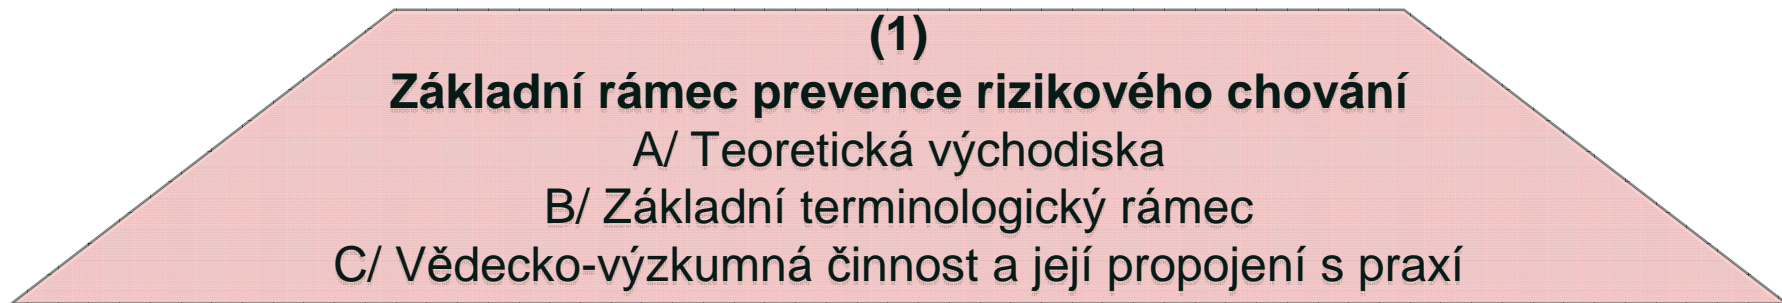 (1)
Základní rámec prevence rizikového chování
A/ Teoretická východiska
B/ Základní terminologický rámec
C/ Vědecko-výzkumná činnost a její propojení s praxí